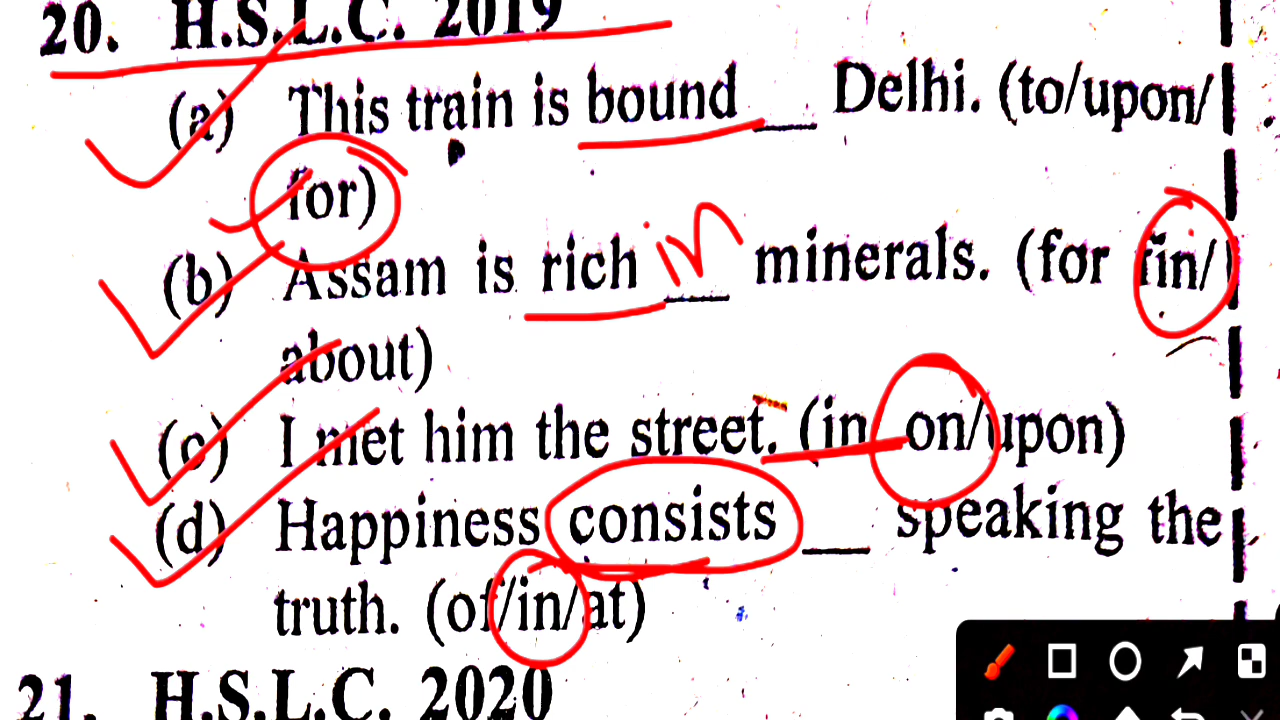 20. H.S.L.C. 2019
(a) This train is bound __ Delhi. (to/upon/
for)
(b) Assam is rich in __ minerals. (for /in/
about)
(c) I met him the street. (in on/upon)
(d) Happiness consists __ speaking the
truth. (of/in/at)
21. H.S.L.C. 2020